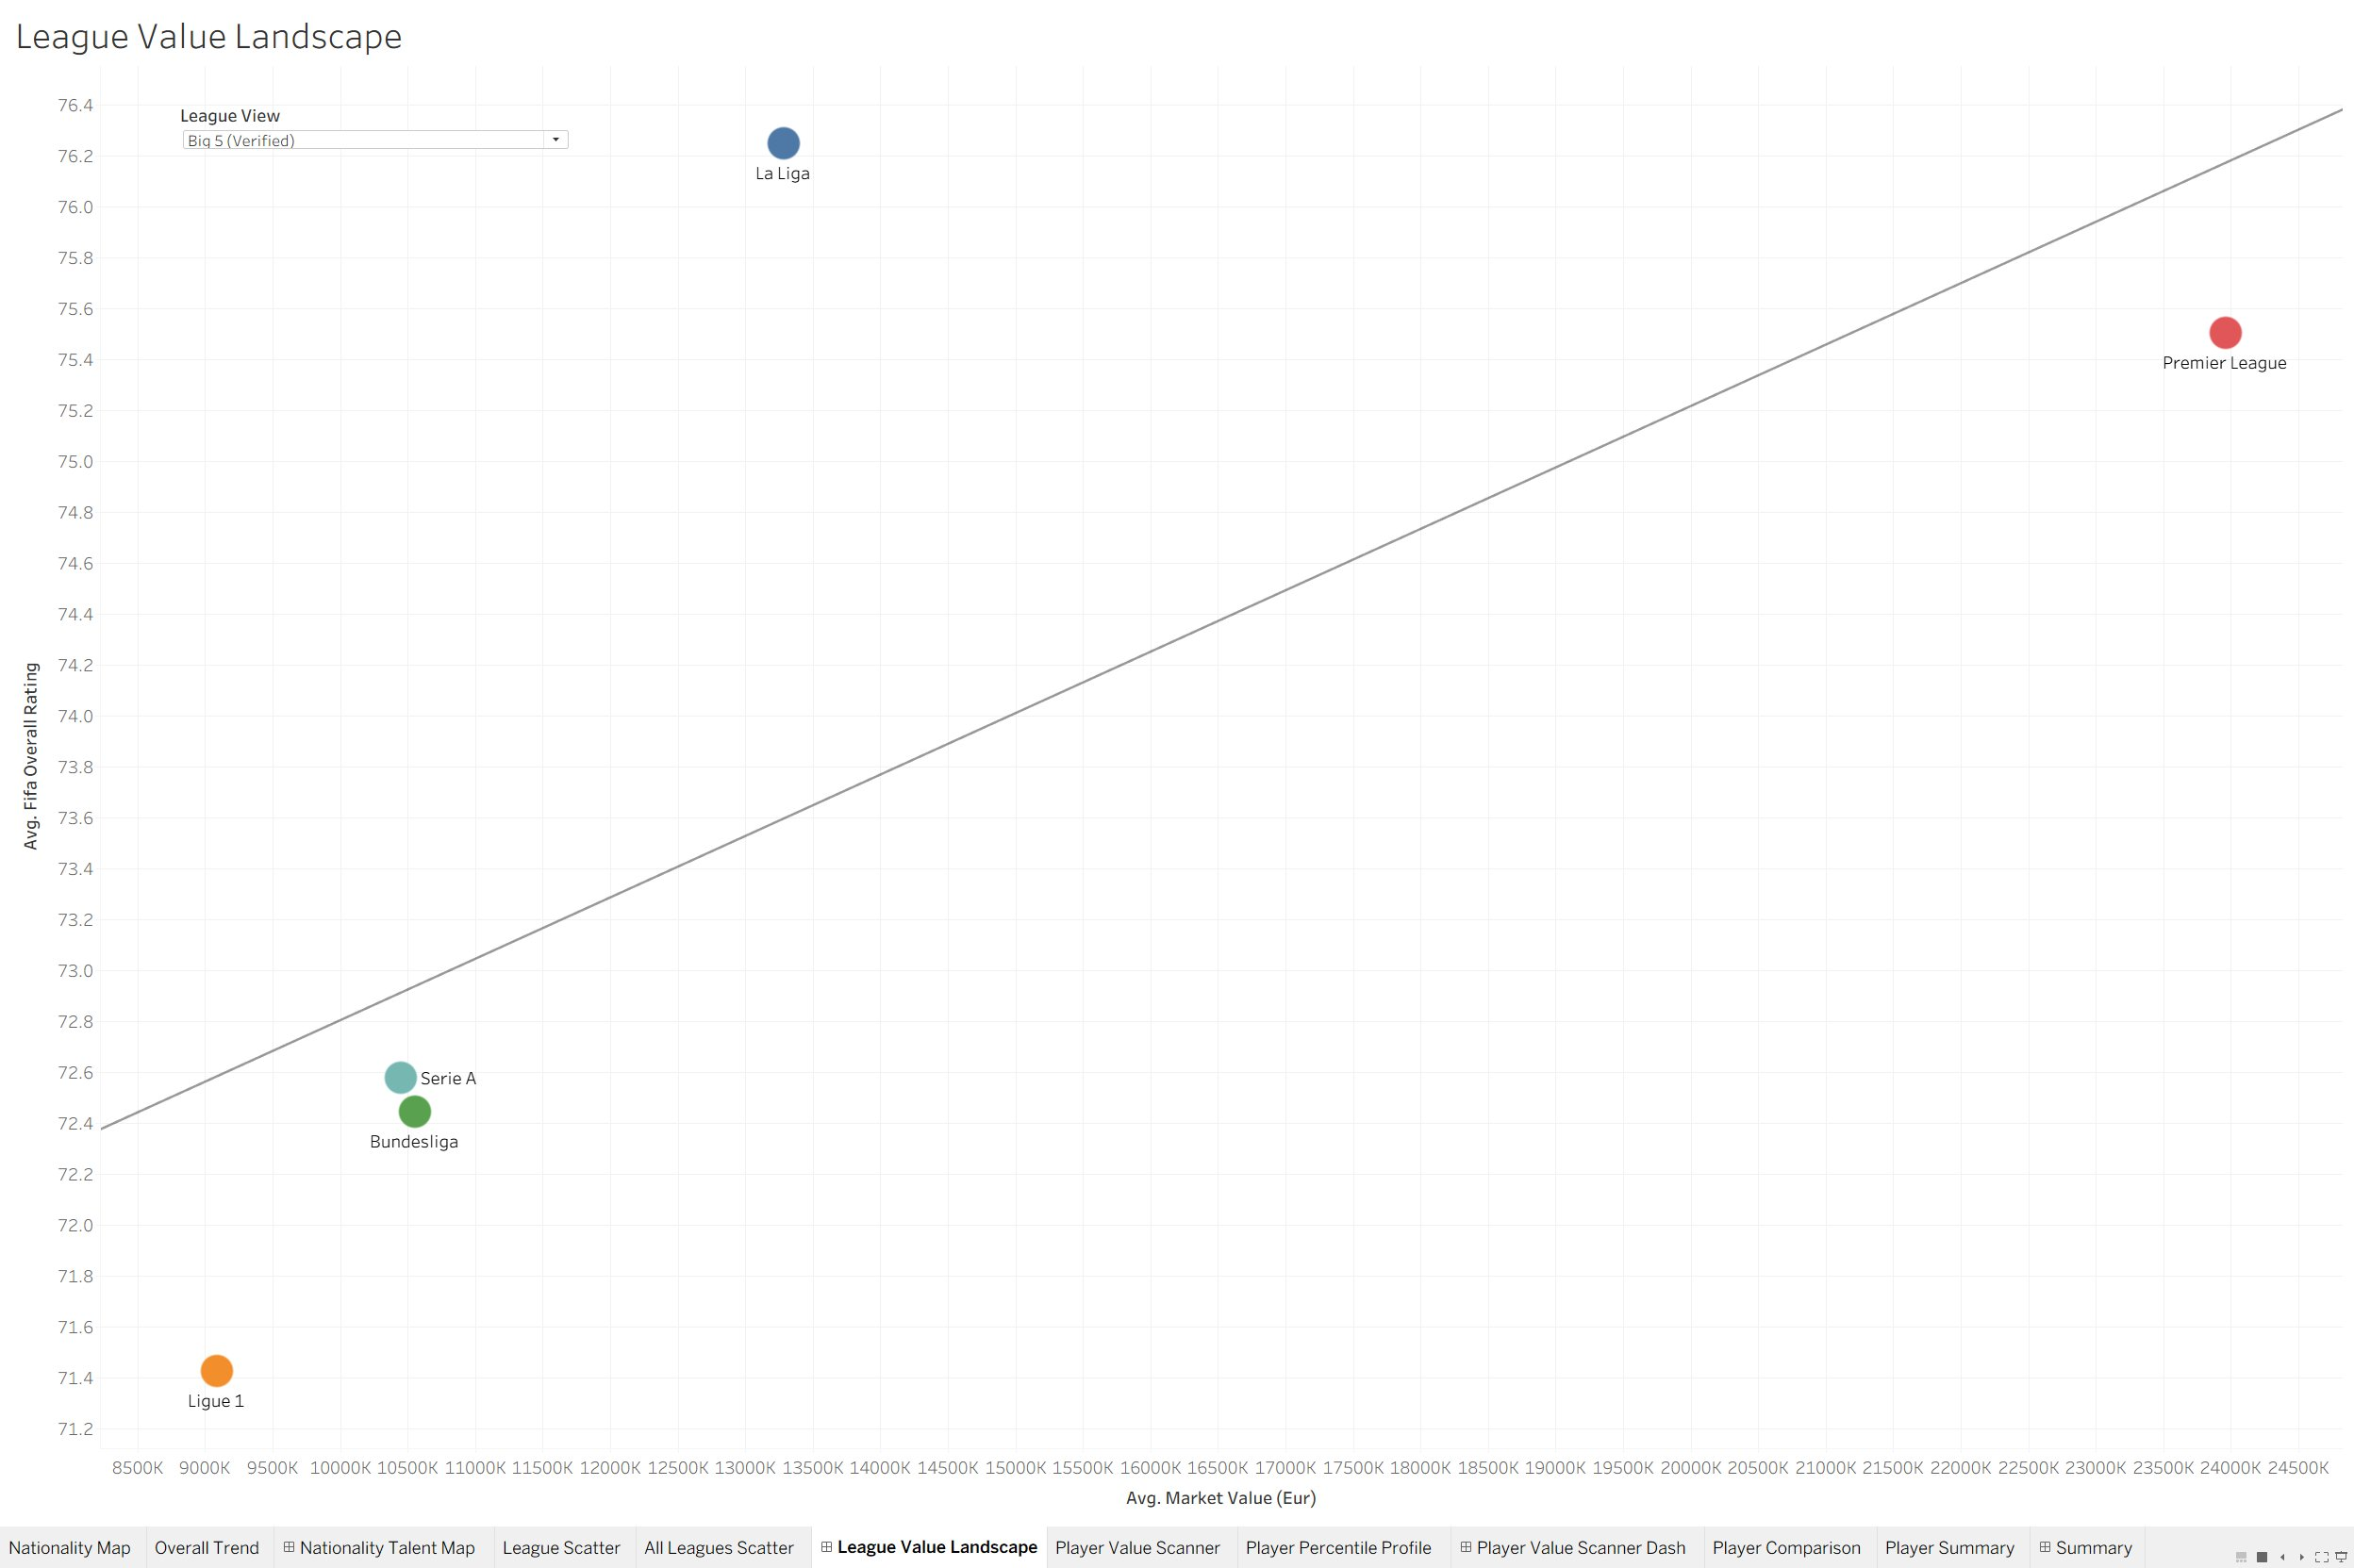 League Value Landscape
League View
Big 5 (Verified)
76.4
76.2
76.0
75.8
75.6
75.4
75.2
75.0
74.8
74.6
74.4
74.2
74.0
73.8
73.6
73.4
73.2
73.0
72.8
72.6
72.4
72.2
72.0
71.8
71.6
71.4
71.2
Avg. Fifa Overall Rating
La Liga
Premier League
Serie A
Bundesliga
Ligue 1
8500K 9000K 9500K 10000K 10500K 11000K 11500K 12000K 12500K 13000K 13500K 14000K 14500K 15000K 15500K 16000K 16500K 17000K 17500K 18000K 18500K 19000K 19500K 20000K 20500K 21000K 21500K 22000K 22500K 23000K 23500K 24000K 24500K
Avg. Market Value (Eur)
Nationality Map Overall Trend Nationality Talent Map League Scatter All Leagues Scatter League Value Landscape Player Value Scanner Player Percentile Profile Player Value Scanner Dash Player Comparison Player Summary Summary